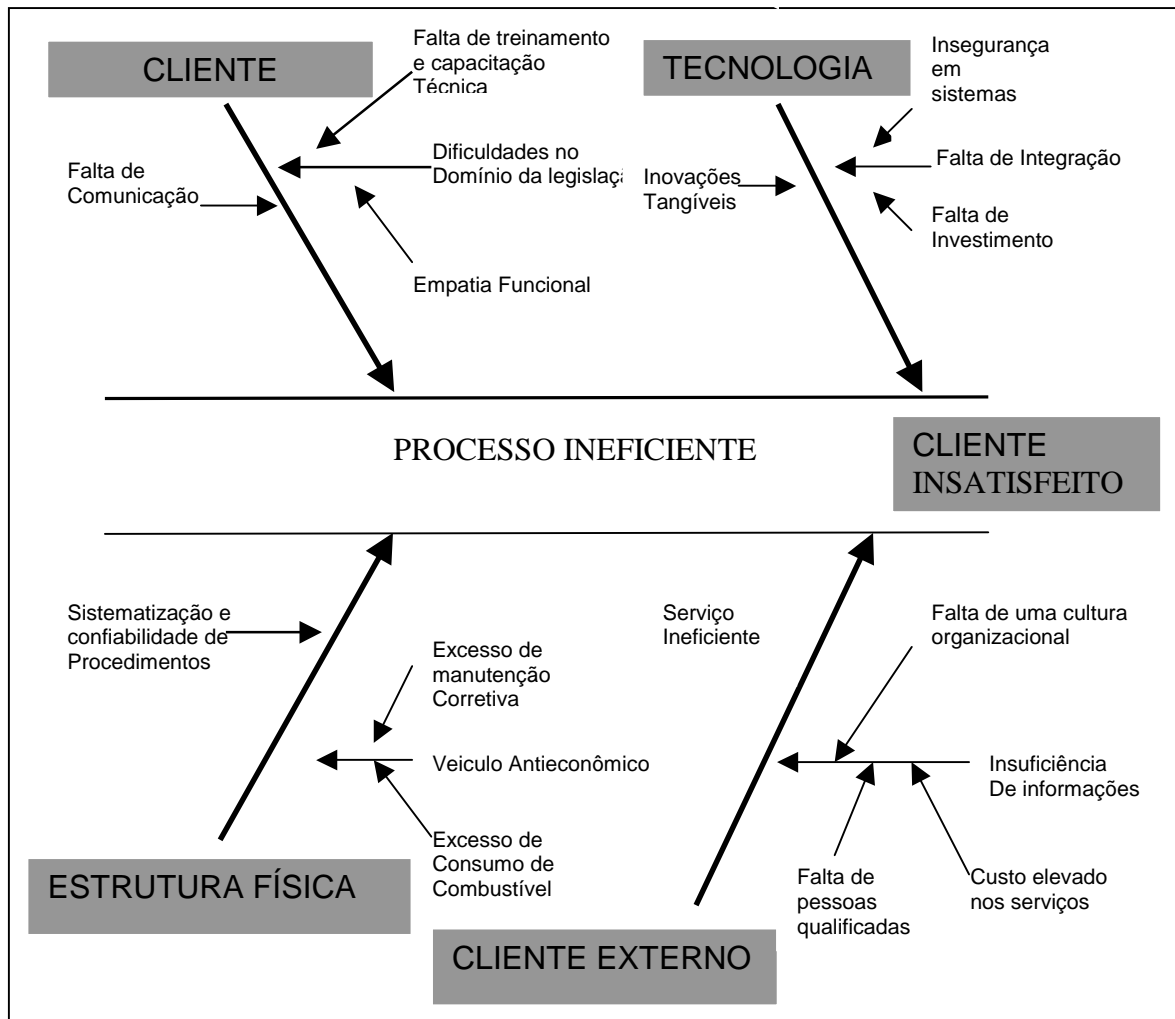 CLIENTE
Falta de treinamento
e capacitação
Técnica
Falta de
Comunicação
Dificuldades no
Domínio da legislaç
Empatia Funcional
TECNOLOGIA
Insegurança
em
sistemas
Inovações
Tangíveis
Falta de Integração
Falta de
Investimento
PROCESSO INEFICIENTE
CLIENTE
INSATISFEITO
Sistematização e
confiabilidade de
Procedimentos
Excesso de
manutenção
Corretiva
Veiculo Antieconômico
Excesso de
Consumo de
Combustível
ESTRUTURA FÍSICA
Serviço
Ineficiente
Falta de uma cultura
organizacional
Insuficiência
De informações
Falta de
pessoas
qualificadas
Custo elevado
nos serviços
CLIENTE EXTERNO